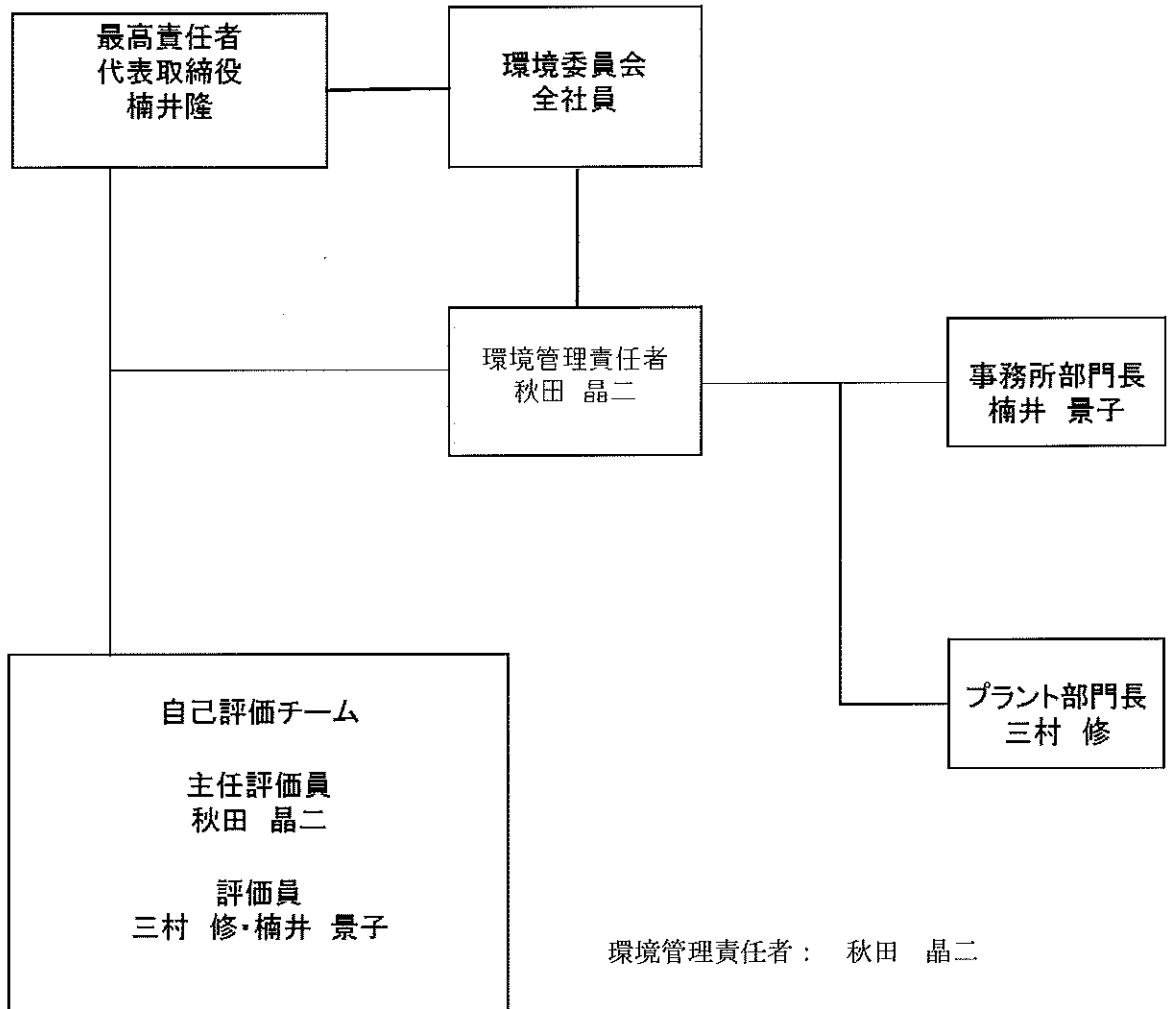 最高責任者
代表取締役
楠井隆
環境委員会
全社員
環境管理責任者
秋田　晶二
事務所部門長
楠井　景子
プラント部門長
三村　修
自己評価チーム
主任評価員
秋田　晶二
評価員
三村　修・楠井　景子
環境管理責任者：　秋田　晶二